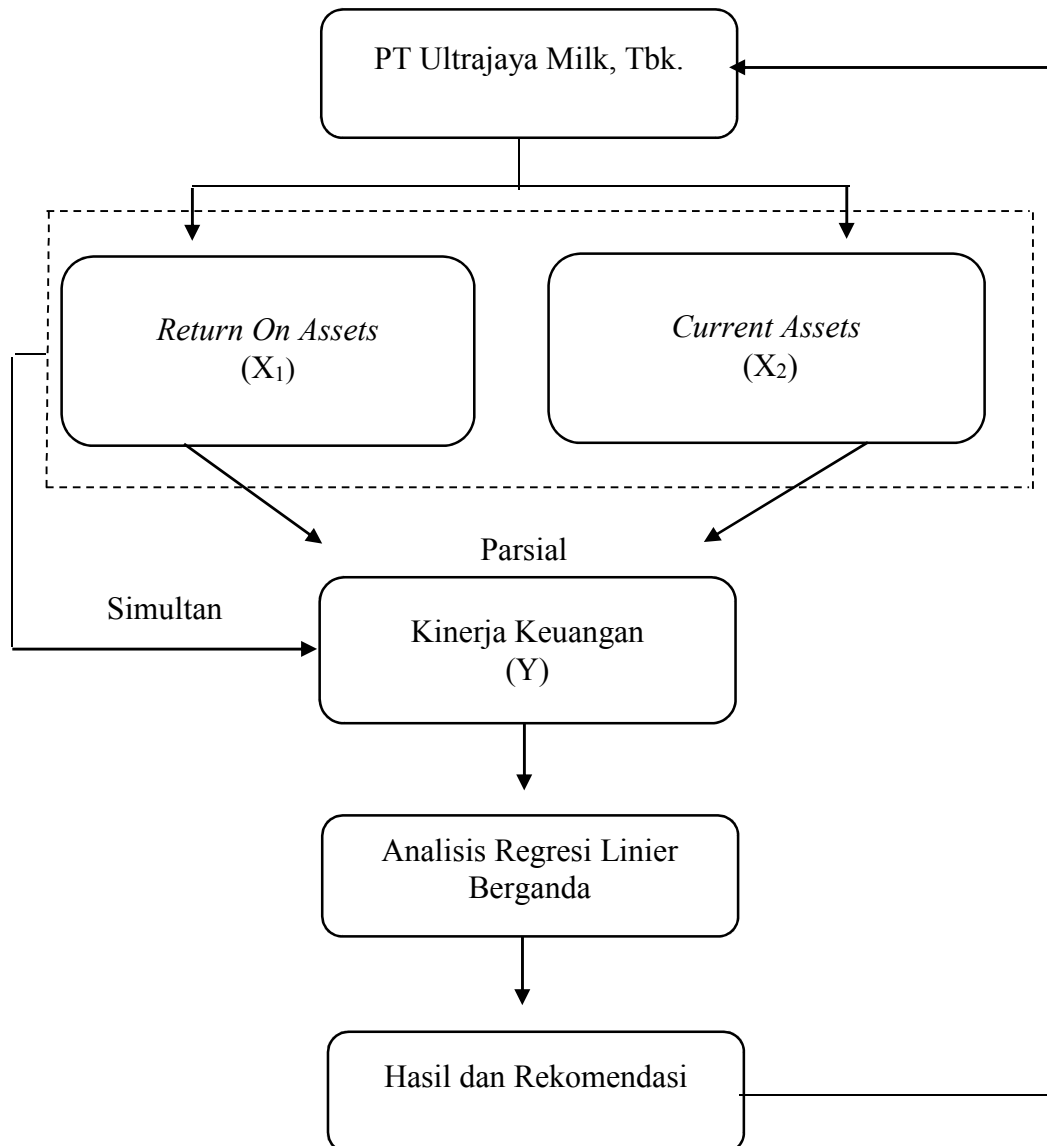 PT Ultrajaya Milk, Tbk.
Return On Assets
(X₁)
Current Assets
(X₂)
Parsial
Simultan
Kinerja Keuangan
(Y)
Analisis Regresi Linier
Berganda
Hasil dan Rekomendasi